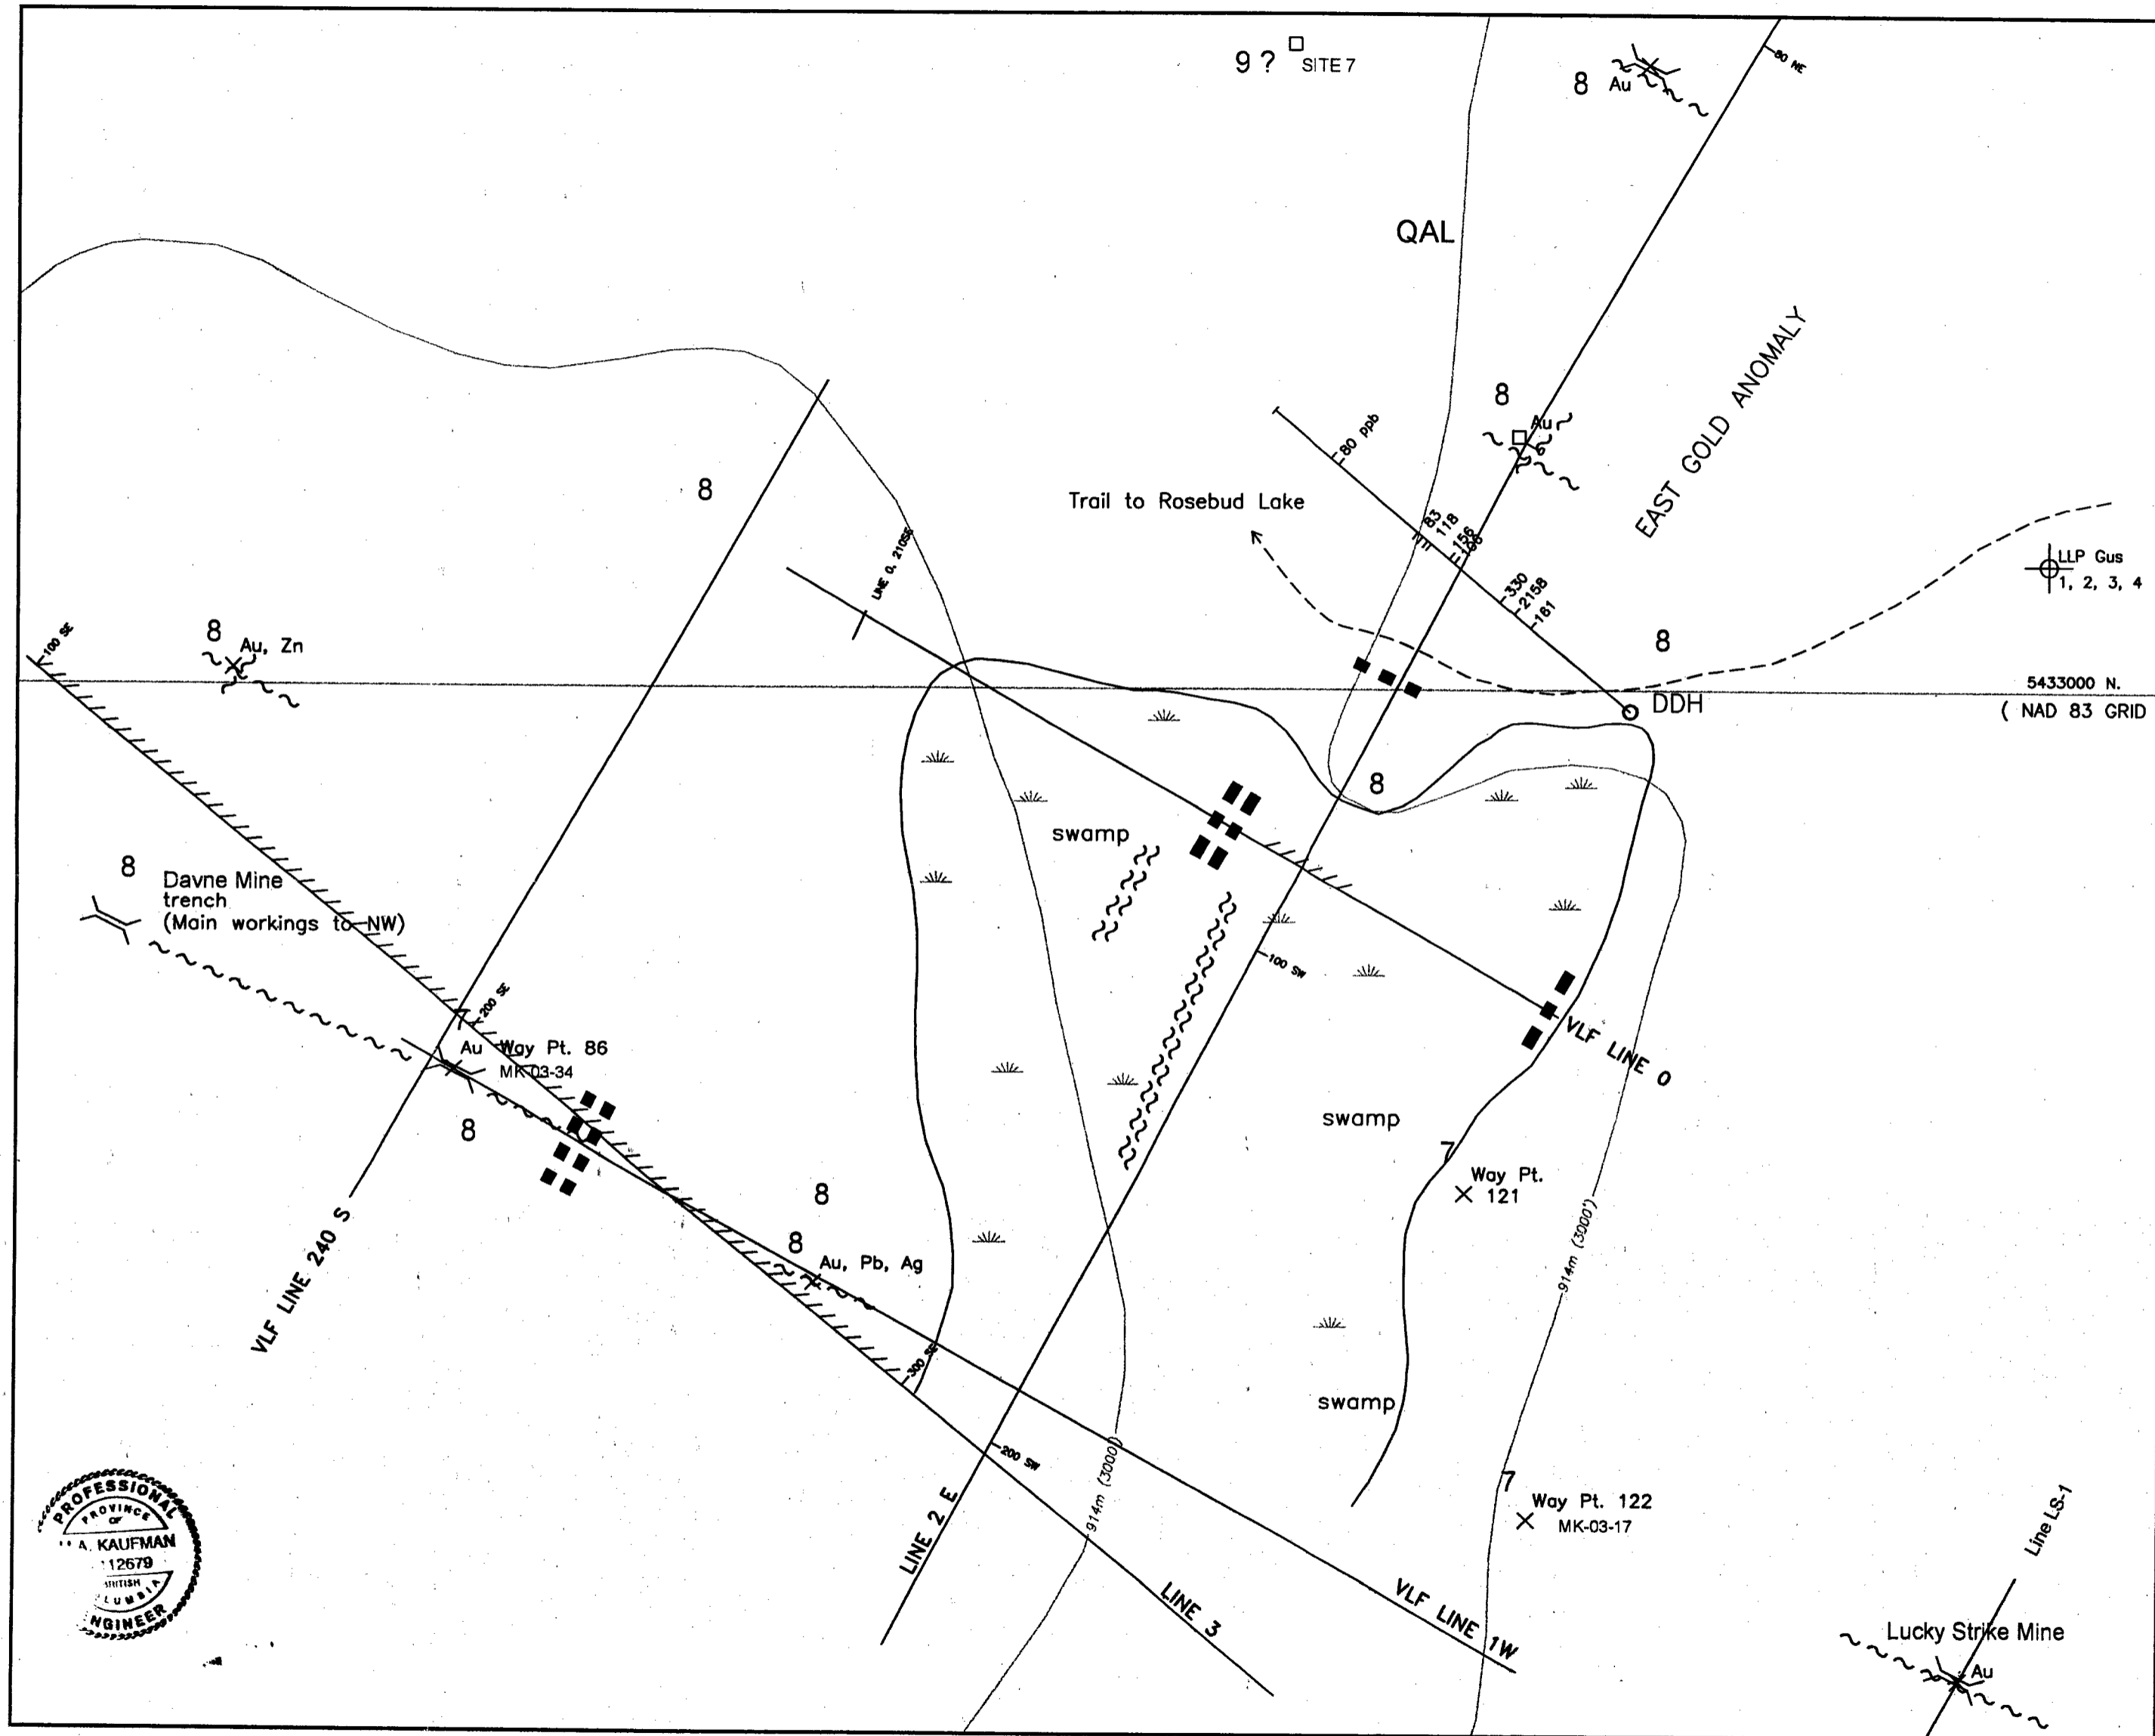 9 ?
SITE 7
8
Au
80 NE
QAL
EAST GOLD ANOMALY
8
Au
80 ppb
8
Trail to Rosebud Lake
83
118
156
330
2158
181
LINE 0, 210SE
LLP Gus
1, 2, 3, 4
100 SE
8
Au, Zn
8
5433000 N.
( NAD 83 GRID
DDH
8
swamp
8
Davne Mine
trench
(Main workings to NW)
100 SW
7
200 SE
Au
Way Pt. 86
MK-03-34
VLF LINE 0
8
swamp
7
Way Pt.
121
8
8
Au, Pb, Ag
914m (3000')
VLF LINE 240 S
300 SE
swamp
200 SW
914m (3000')
7
Way Pt. 122
MK-03-17
LINE 2 E
LINE 3
VLF LINE 1W
Line LS-1
Lucky Strike Mine
Au
PROFESSIONAL
PROVINCE
OF
A. KAUFMAN
12679
LUMBIA
NGINEER